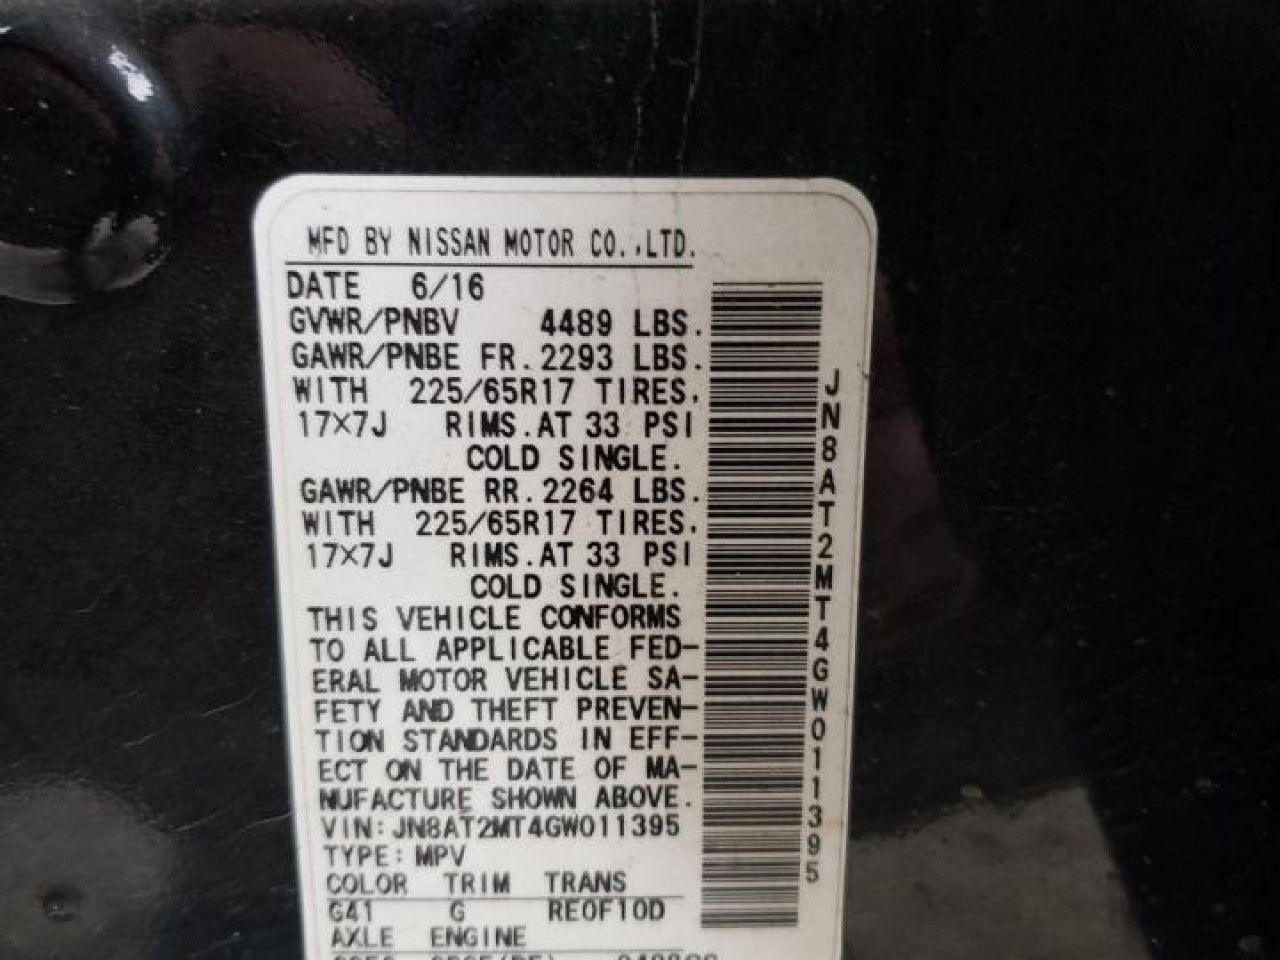 MFD BY NISSAN MOTOR CO.,LTD.
DATE 6/16
GVWR/PNBV 4489 LBS.
GAWR/PNBE FR. 2293 LBS.
WITH 225/65R17 TIRES,
17×7J RIMS.AT 33 PSI
COLD SINGLE.
GAWR/PNBE RR. 2264 LBS.
WITH 225/65R17 TIRES.
17×7J RIMS.AT 33 PSI
COLD SINGLE.
THIS VEHICLE CONFORMS
TO ALL APPLICABLE FED-
ERAL MOTOR VEHICLE SA-
FETY AND THEFT PREVEN-
TION STANDARDS IN EFF-
ECT ON THE DATE OF MA-
NUFACTURE SHOWN ABOVE.
VIN: JN8AT2MT4GW011395
TYPE: MPV
COLOR TRIM TRANS
G41 G RE0F10D
AXLE ENGINE
JN8AT2MT4GW011395